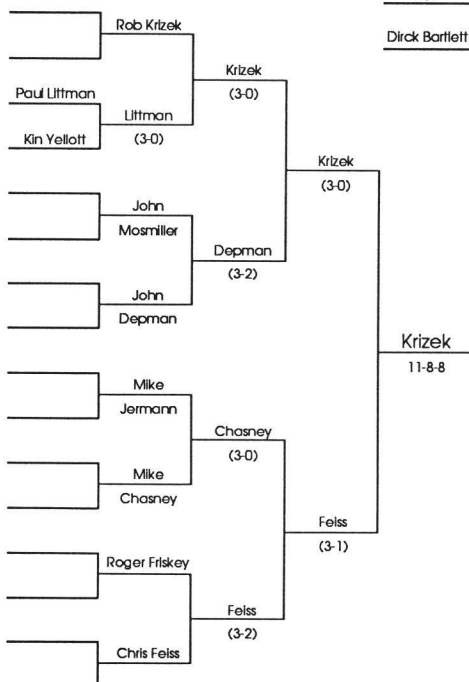 Dirck Bartlett
Rob Krizek
Krizek
(3-0)
Paul Littman
Littman
(3-0)
Kin Yellott
Krizek
(3-0)
John
Mosmiller
Depman
(3-2)
John
Depman
Krizek
11-8-8
Mike
Jermann
Chasney
(3-0)
Mike
Chasney
Feiss
(3-1)
Roger Friskey
Feiss
(3-2)
Chris Feiss